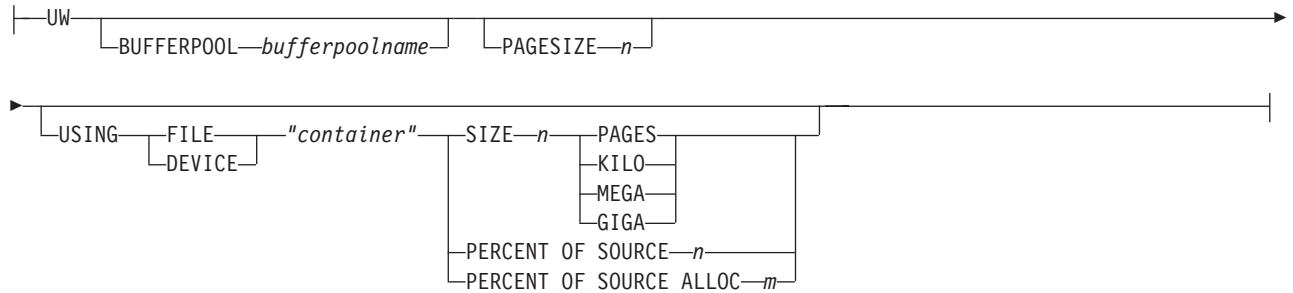 UW
BUFFERPOOL bufferpoolname PAGESIZE n
USING FILE "container" SIZE n PAGES
DEVICE KILO
MEGA
GIGA
PERCENT OF SOURCE n
PERCENT OF SOURCE ALLOC m